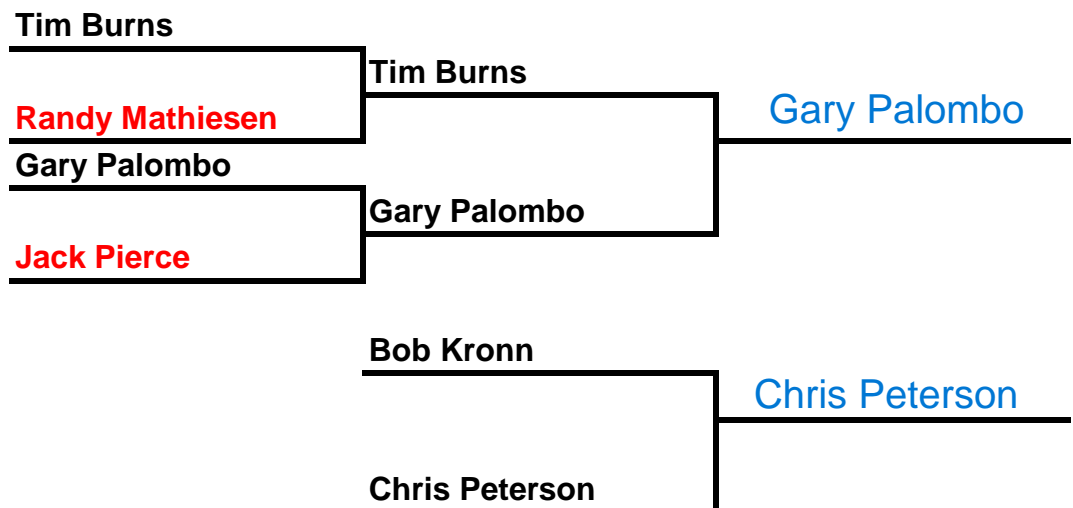 Tim Burns
Tim Burns
Randy Mathiesen
Gary Palombo
Gary Palombo
Gary Palombo
Jack Pierce
Bob Kronn
Chris Peterson
Chris Peterson